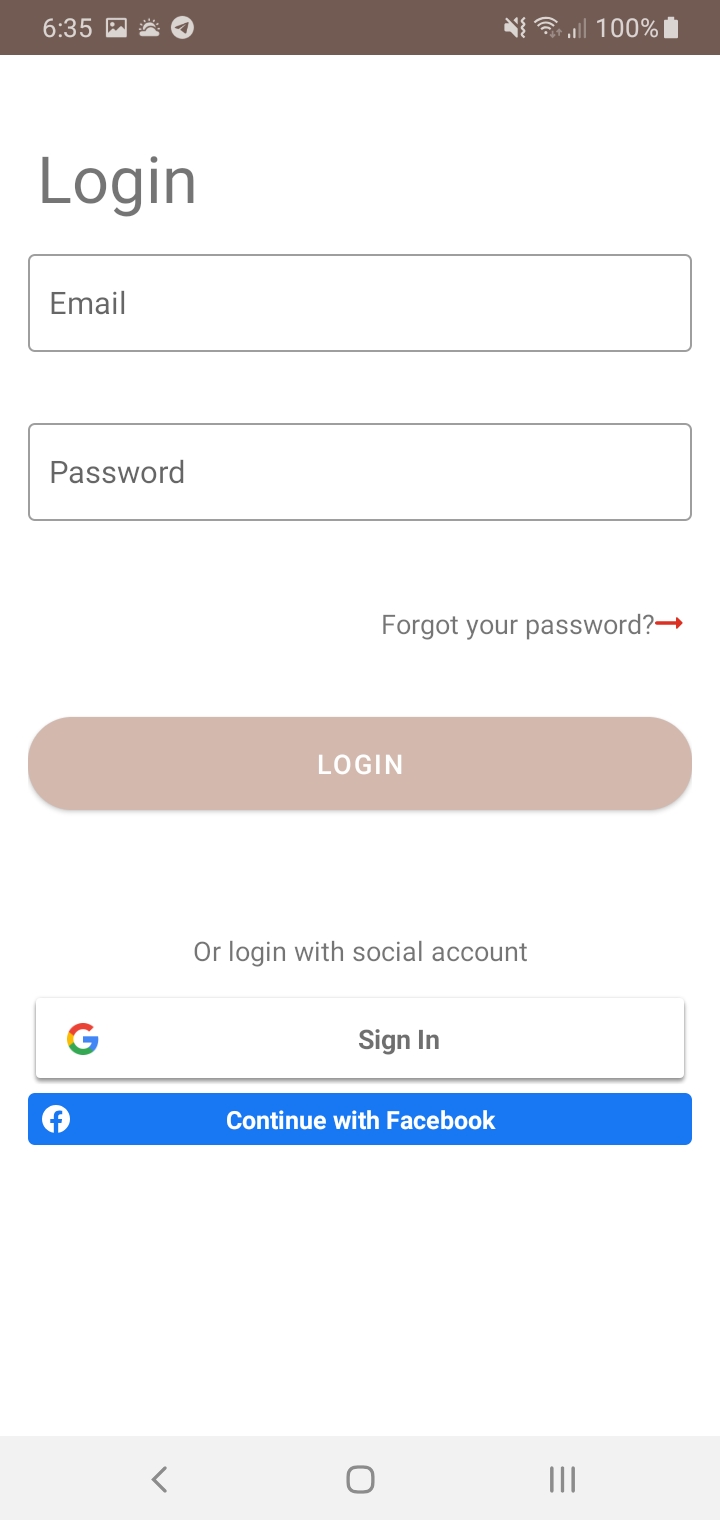 6:35 100%
Login
Email
Password
Forgot your password?
LOGIN
Or login with social account
Sign In
Continue with Facebook